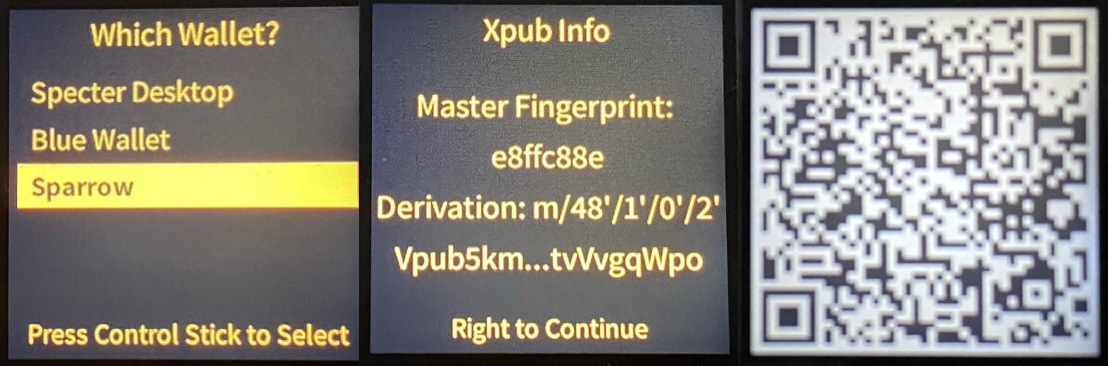 Which Wallet?
Specter Desktop
Blue Wallet
Sparrow
Press Control Stick to Select
Xpub Info
Master Fingerprint:
e8ffc88e
Derivation: m/48'/1'/0'/2'
Vpub5km...tvVvgqWpo
Right to Continue